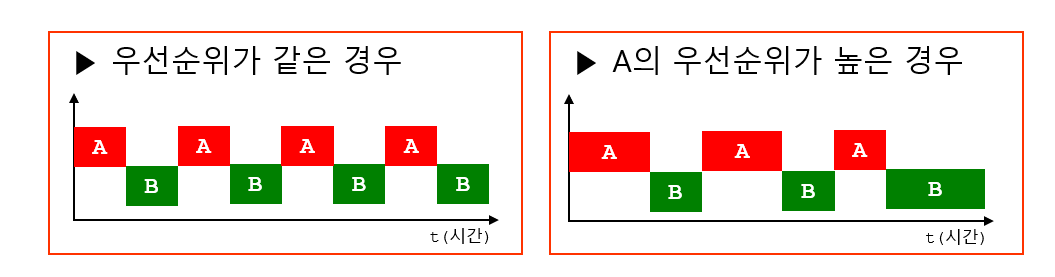 ▶ 우선순위가 같은 경우
A A A A
B B B B
t(시간)
▶ A의 우선순위가 높은 경우
A A A
B B B
t(시간)